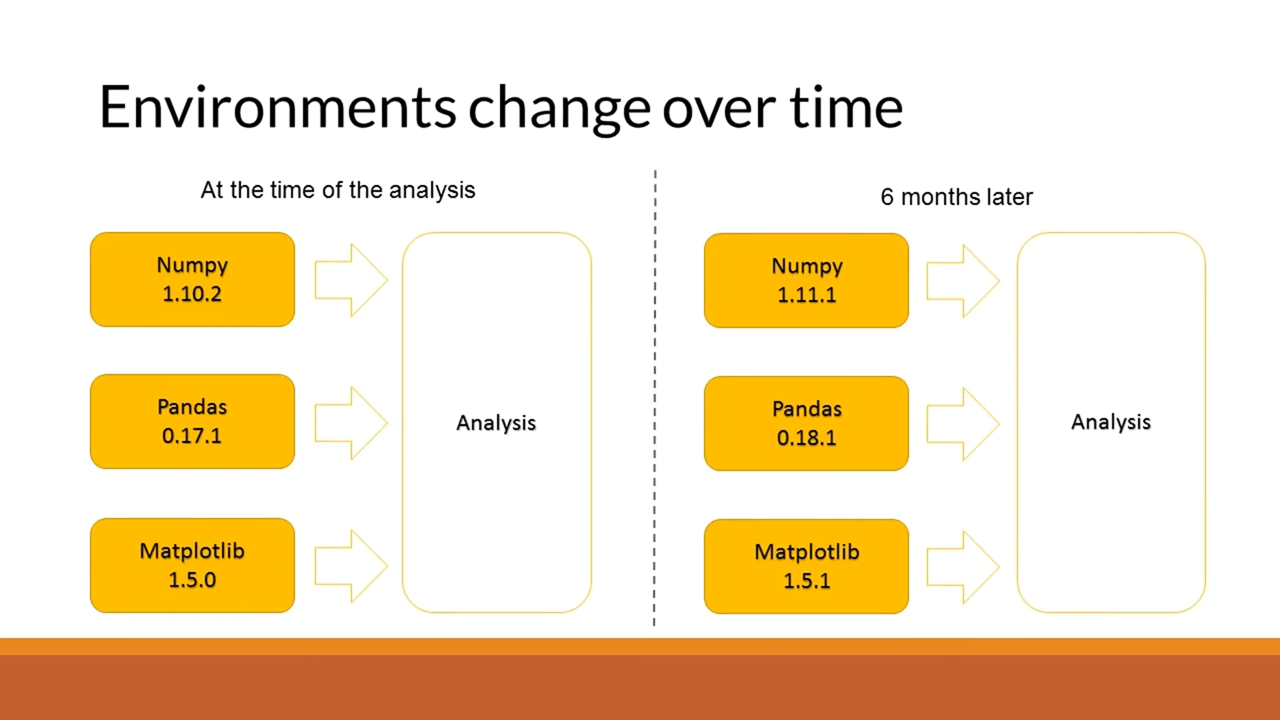 Environments change over time
At the time of the analysis
Numpy
1.10.2
Pandas
0.17.1
Matplotlib
1.5.0
Analysis
6 months later
Numpy
1.11.1
Pandas
0.18.1
Matplotlib
1.5.1
Analysis